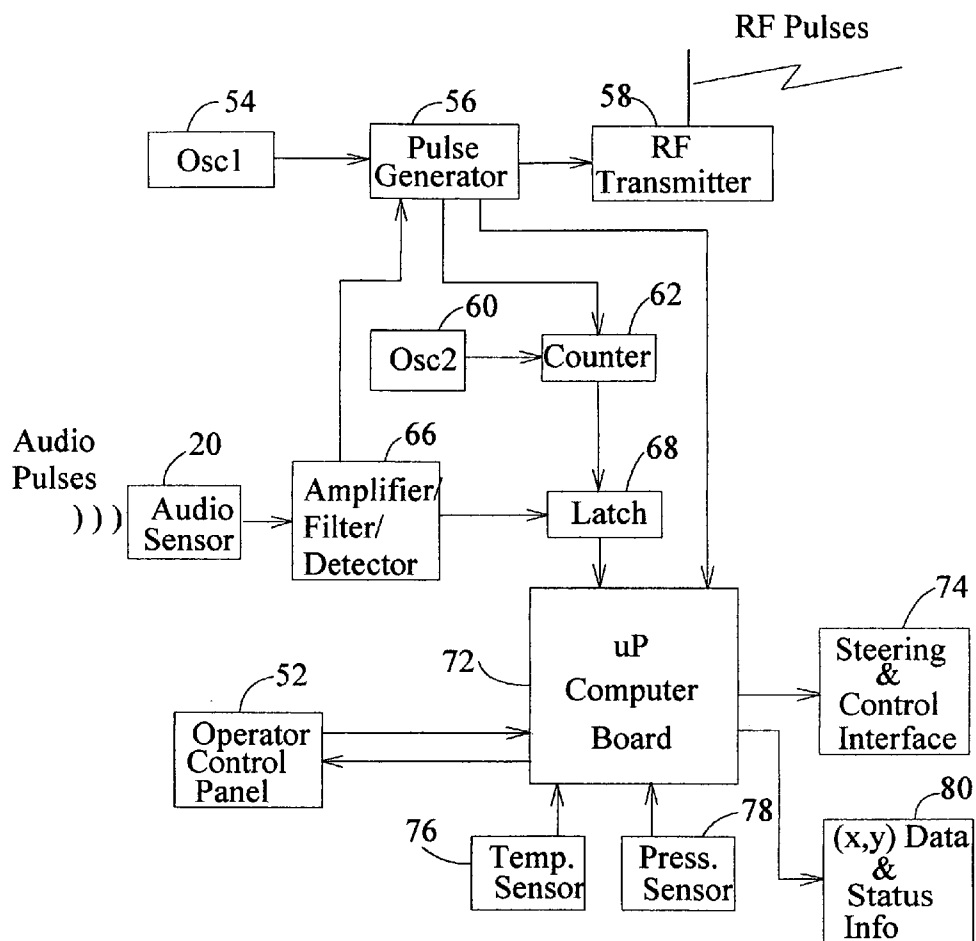 RF Pulses
54
56
58
Osc1
Pulse
Generator
RF
Transmitter
60
62
Osc2
Counter
Audio
Pulses
20
66
68
)))
Audio
Sensor
Amplifier/
Filter/
Detector
Latch
74
72
uP
Computer
Board
Steering
&
Control
Interface
52
Operator
Control
Panel
76
Temp.
Sensor
78
Press.
Sensor
80
(x,y) Data
&
Status
Info